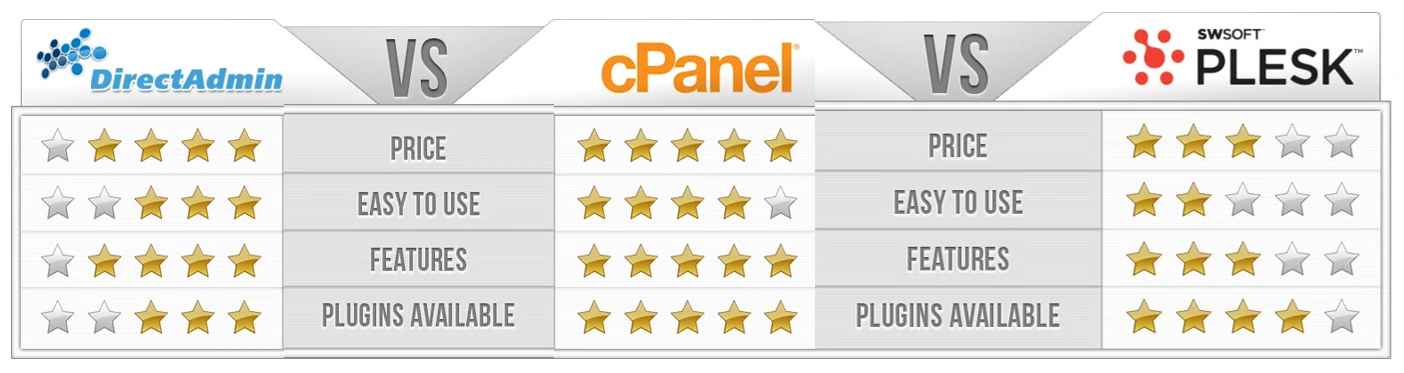 DirectAdmin VS cPanel® VS SWSOFT™ PLESK™
PRICE PRICE
EASY TO USE EASY TO USE
FEATURES FEATURES
PLUGINS AVAILABLE PLUGINS AVAILABLE